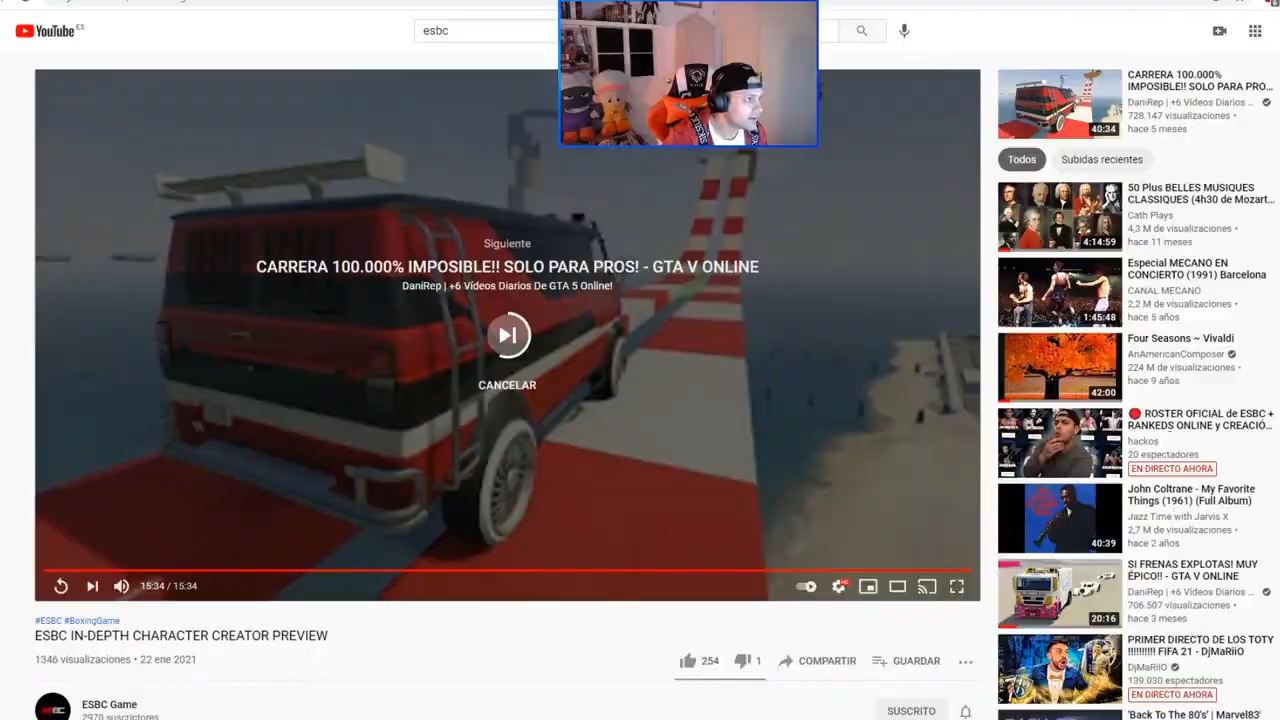 YouTube ES
esbc
Siguiente
CARRERA 100.000% IMPOSIBLE!! SOLO PARA PROS! - GTA V ONLINE
DaniRep | +6 Vídeos Diarios De GTA 5 Online!
CANCELAR
15:34 / 15:34
#ESBC #BoxingGame
ESBC IN-DEPTH CHARACTER CREATOR PREVIEW
1346 visualizaciones • 22 ene 2021
254
1
COMPARTIR
GUARDAR
ESBC Game
2970 suscriptores
SUSCRITO
CARRERA 100.000%
IMPOSIBLE!! SOLO PARA PRO...
DaniRep | +6 Vídeos Diarios ...
728.147 visualizaciones •
hace 5 meses
40:34
Todos
Subidas recientes
50 Plus BELLES MUSIQUES
CLASSIQUES (4h30 de Mozart...
Cath Plays
4,3 M de visualizaciones •
hace 11 meses
4:14:59
Especial MECANO EN
CONCIERTO (1991) Barcelona
CANAL MECANO
2,2 M de visualizaciones •
hace 5 años
1:45:48
Four Seasons ~ Vivaldi
AnAmericanComposer
224 M de visualizaciones •
hace 9 años
42:00
🔴 ROSTER OFICIAL de ESBC +
RANKEDS ONLINE y CREACIÓ...
hackos
20 espectadores
EN DIRECTO AHORA
John Coltrane - My Favorite
Things (1961) (Full Album)
Jazz Time with Jarvis X
2,7 M de visualizaciones •
hace 2 años
40:39
SI FRENAS EXPLOTAS! MUY
ÉPICO!! - GTA V ONLINE
DaniRep | +6 Vídeos Diarios ...
706.507 visualizaciones •
hace 3 meses
20:16
PRIMER DIRECTO DE LOS TOTY
!!!!!!!!!! FIFA 21 - DjMaRiiO
DjMaRiiO
139.030 espectadores
EN DIRECTO AHORA
'Back To The 80's' | Marvel83'